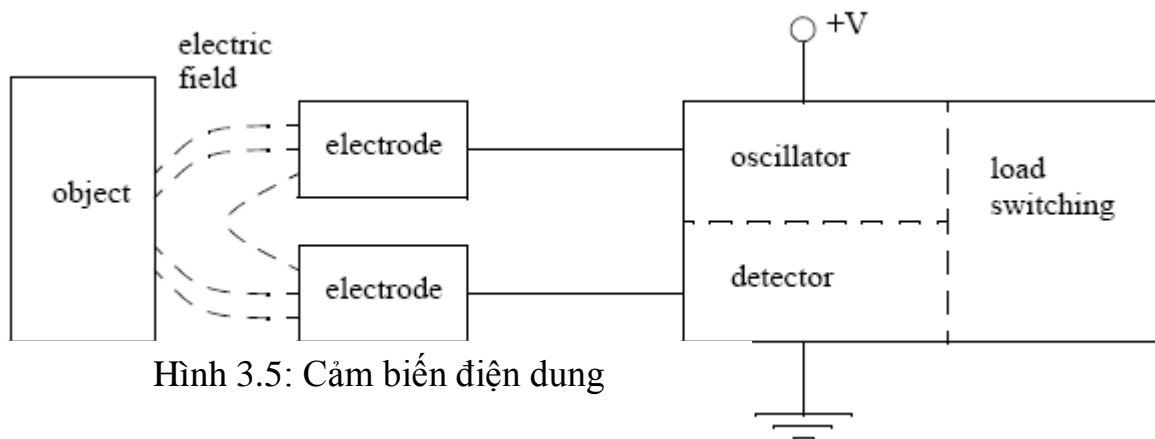 +V
electric
field
electrode
oscillator
load
switching
object
electrode
detector
Hình 3.5: Cảm biến điện dung